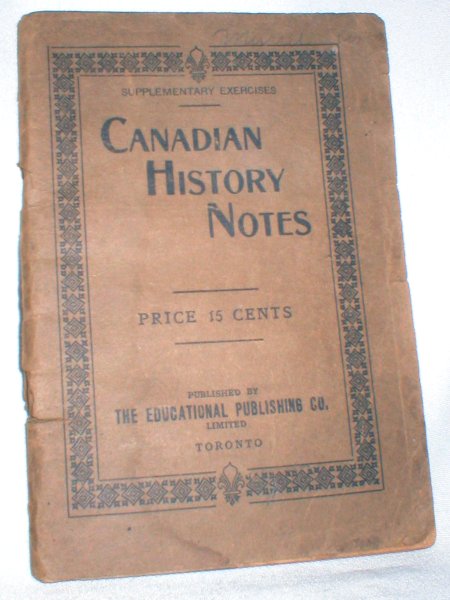 SUPPLEMENTARY EXERCISES
CANADIAN
HISTORY
NOTES
PRICE 15 CENTS
PUBLISHED BY
THE EDUCATIONAL PUBLISHING CO.
LIMITED
TORONTO